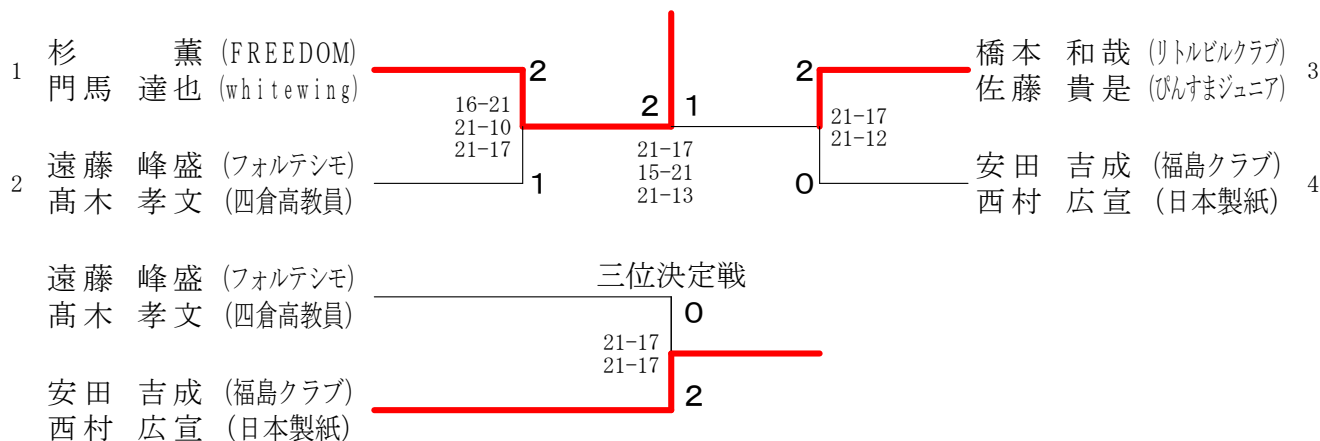 1
杉 薫 (FREEDOM)
門馬 達也 (whitewing)
2
16-21
21-10
21-17
2
遠藤 峰盛 (フォルテシモ)
髙木 孝文 (四倉高教員)
1
2
1
21-17
15-21
21-13
橋本 和哉 (リトルビルクラブ)
佐藤 貴是 (ぴんすまジュニア)
3
2
21-17
21-12
0
安田 吉成 (福島クラブ)
西村 広宣 (日本製紙)
4
三位決定戦
遠藤 峰盛 (フォルテシモ)
髙木 孝文 (四倉高教員)
0
21-17
21-17
安田 吉成 (福島クラブ)
西村 広宣 (日本製紙)
2